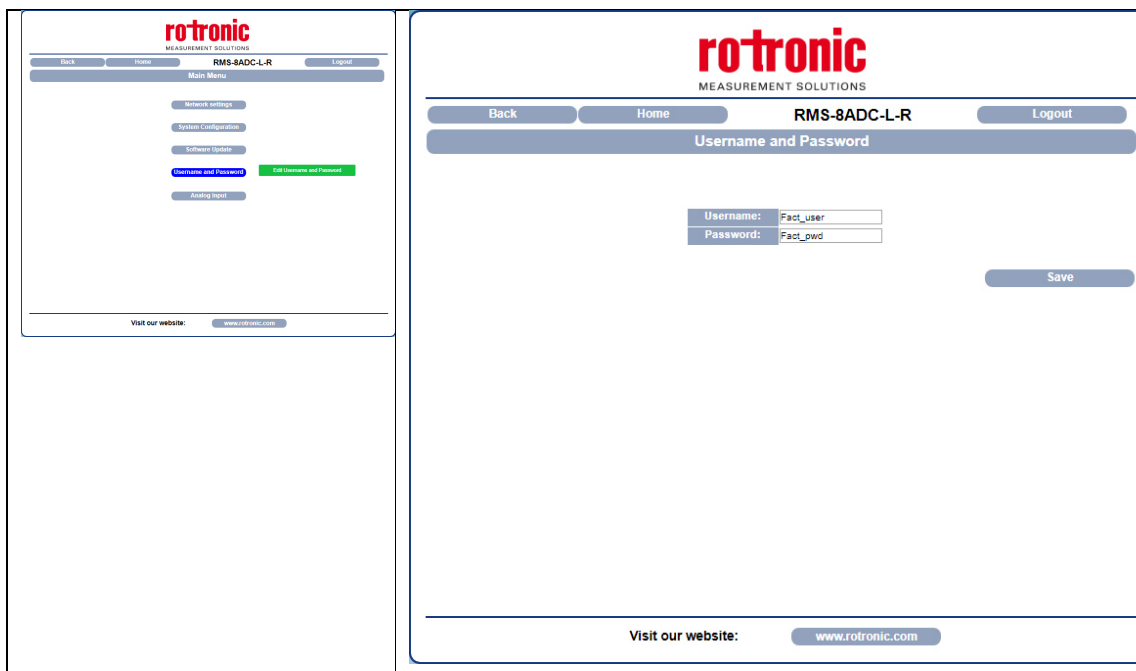 rotronic
MEASUREMENT SOLUTIONS
Back Home RMS-8ADC-L-R Logout
Main Menu
Network settings
System Configuration
Software Update
Username and Password Edit Username and Password
Analog Input
Visit our website: www.rotronic.com
rotronic
MEASUREMENT SOLUTIONS
Back Home RMS-8ADC-L-R Logout
Username and Password
Username: Fact_user
Password: Fact_pwd
Save
Visit our website: www.rotronic.com